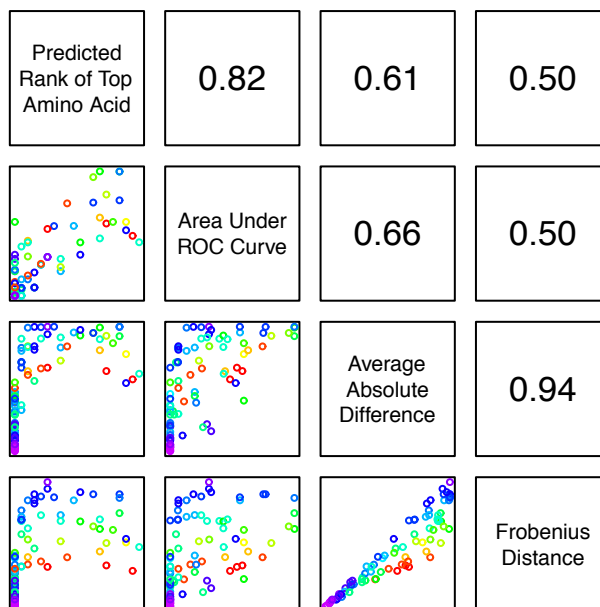 Predicted
Rank of Top
Amino Acid
0.82
0.61
0.50
Area Under
ROC Curve
0.66
0.50
Average
Absolute
Difference
0.94
Frobenius
Distance